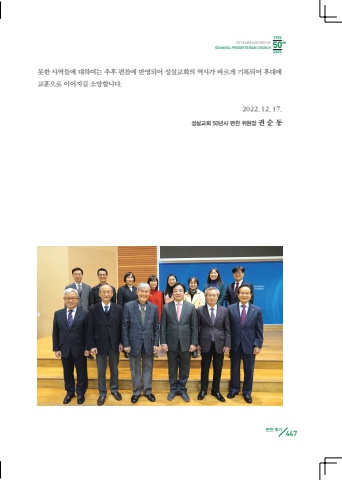 1972
50 YEARS HISTORY OF
SEONGSIL PRESBYTERIAN CHURCH
50th
2022
못한 사역들에 대하여는 추후 편찬에 반영되어 성실교회의 역사가 바르게 기록되어 후대에
교훈으로 이어지길 소망합니다.
2022. 12. 17.
성실교회 50년사 편찬 위원장 권 순 동
편찬 후기 / 447